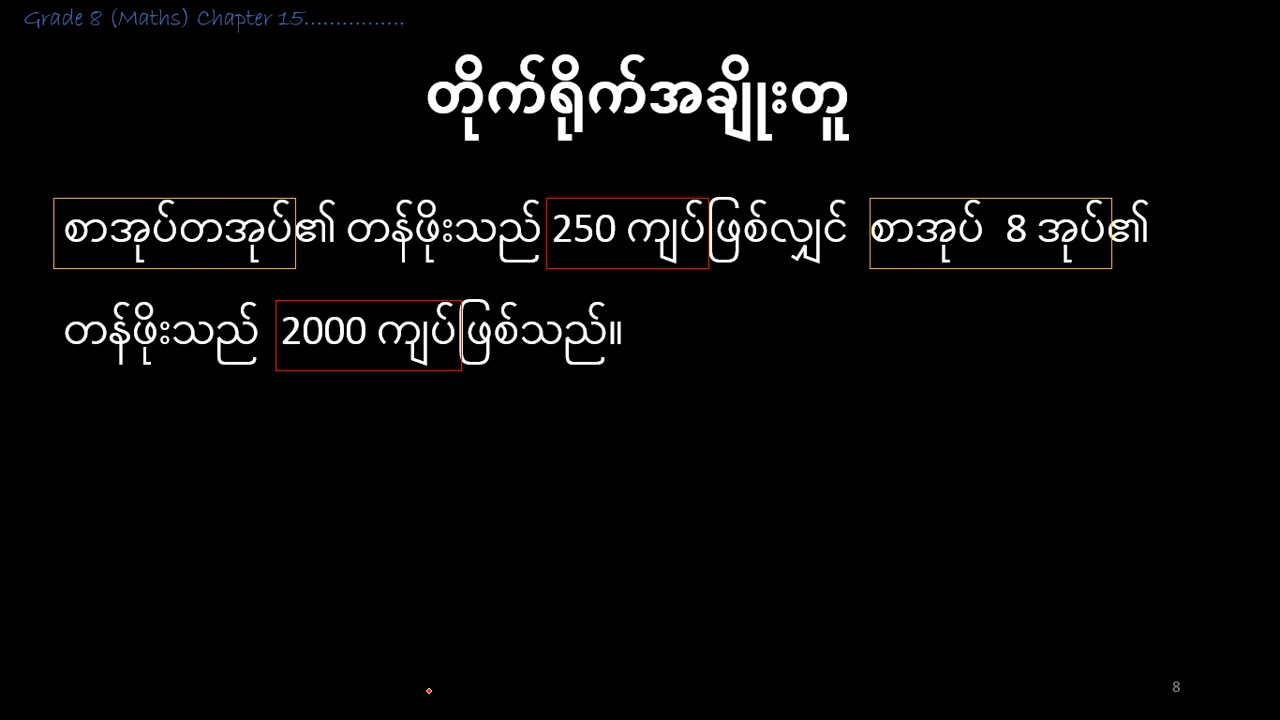 Grade 8 (Maths) Chapter 15................
တိုက်ရိုက်အချိုးတူ
စာအုပ်တအုပ်၏ တန်ဖိုးသည် 250 ကျပ်ဖြစ်လျှင် စာအုပ် 8 အုပ်၏
တန်ဖိုးသည် 2000 ကျပ်ဖြစ်သည်။
8